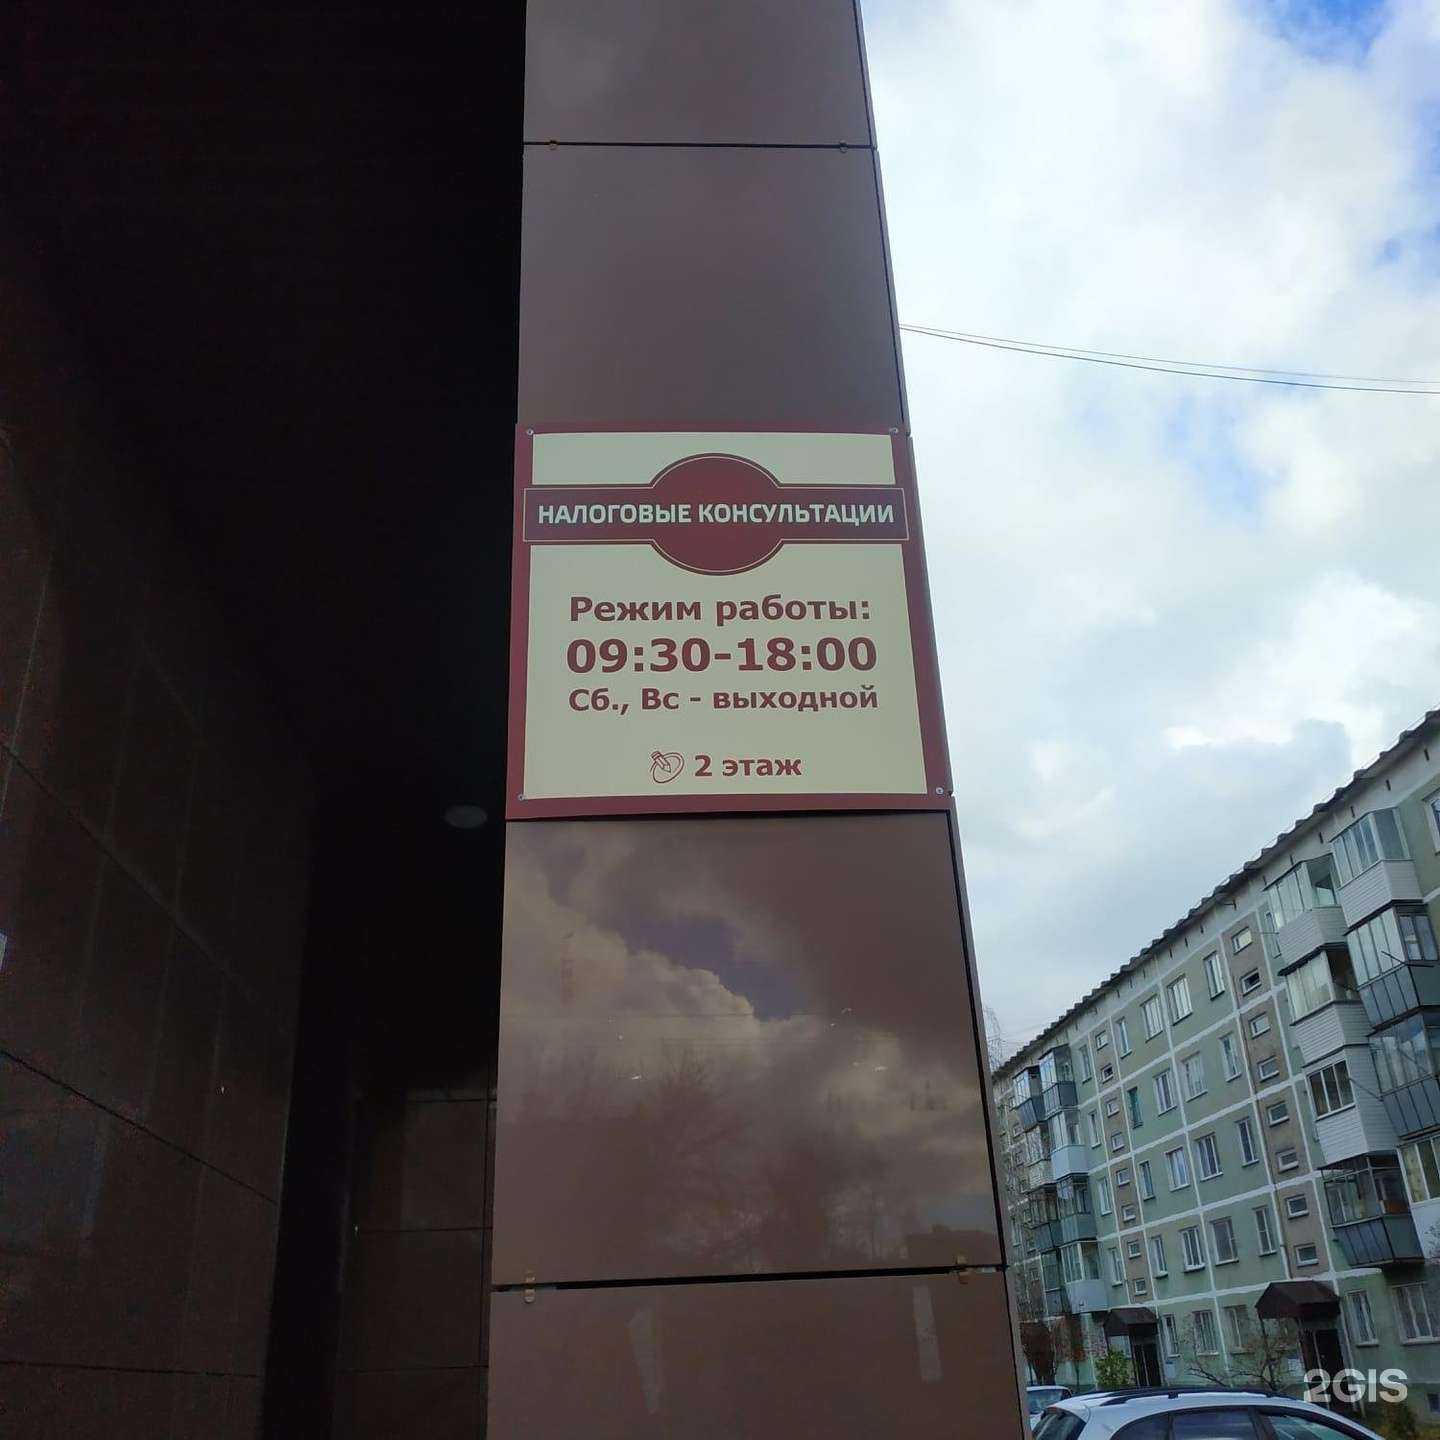 НАЛОГОВЫЕ КОНСУЛЬТАЦИИ
Режим работы:
09:30-18:00
Сб., Вс - выходной
2 этаж
2GIS